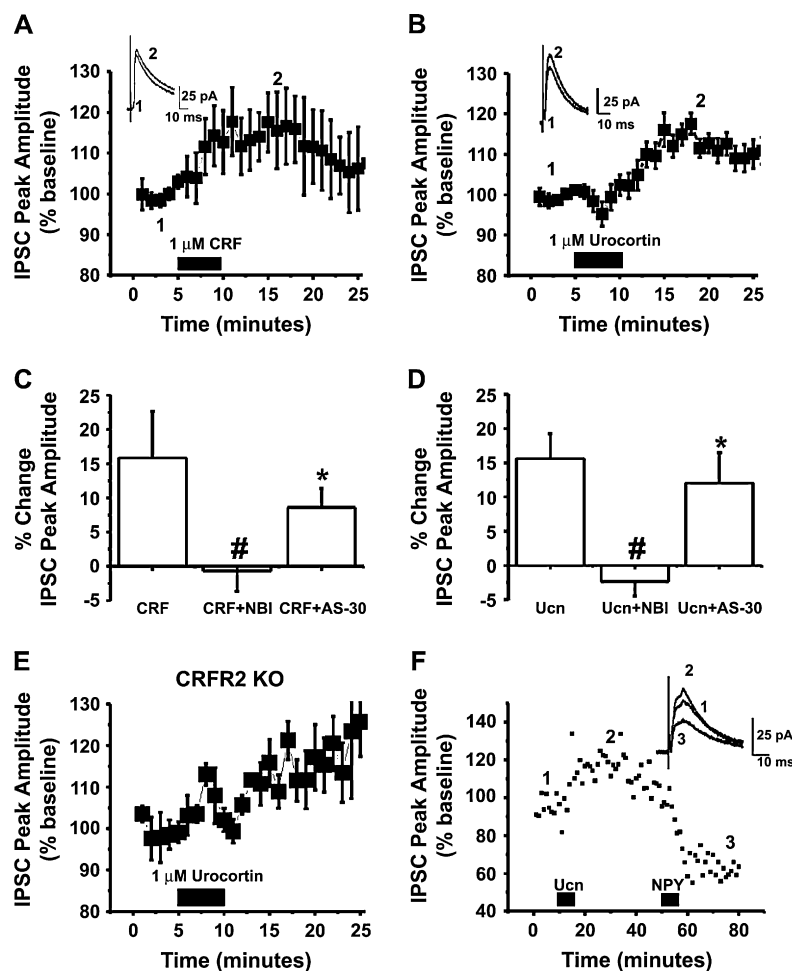 A
2
1
25 pA
10 ms
130
120
110
100
90
80
2
1
1 μM CRF
0 5 10 15 20 25
Time (minutes)
IPSC Peak Amplitude
(% baseline)
B
2
1
25 pA
10 ms
130
120
110
100
90
80
2
1
1 μM Urocortin
0 5 10 15 20 25
Time (minutes)
IPSC Peak Amplitude
(% baseline)
C
25
20
15
10
5
0
-5
*
#
CRF CRF+NBI CRF+AS-30
% Change
IPSC Peak Amplitude
D
25
20
15
10
5
0
-5
*
#
Ucn Ucn+NBI Ucn+AS-30
% Change
IPSC Peak Amplitude
E
CRFR2 KO
130
120
110
100
90
80
1 μM Urocortin
0 5 10 15 20 25
Time (minutes)
IPSC Peak Amplitude
(% baseline)
F
2
1
3
25 pA
10 ms
140
120
100
80
60
40
1
2
3
Ucn
NPY
0 20 40 60 80
Time (minutes)
IPSC Peak Amplitude
(% baseline)